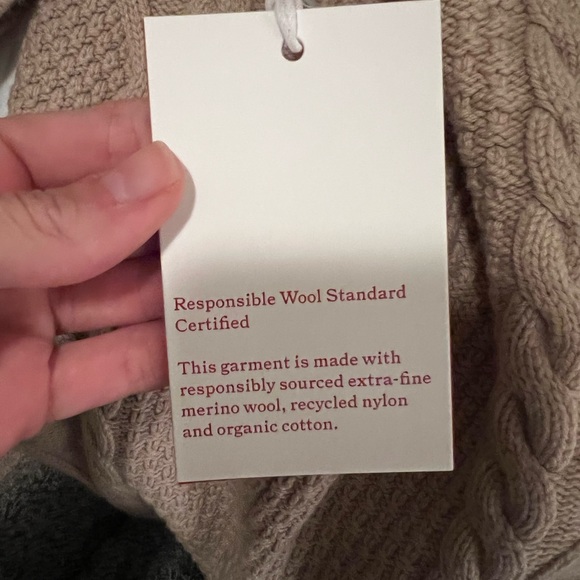 Responsible Wool Standard
Certified
This garment is made with
responsibly sourced extra-fine
merino wool, recycled nylon
and organic cotton.